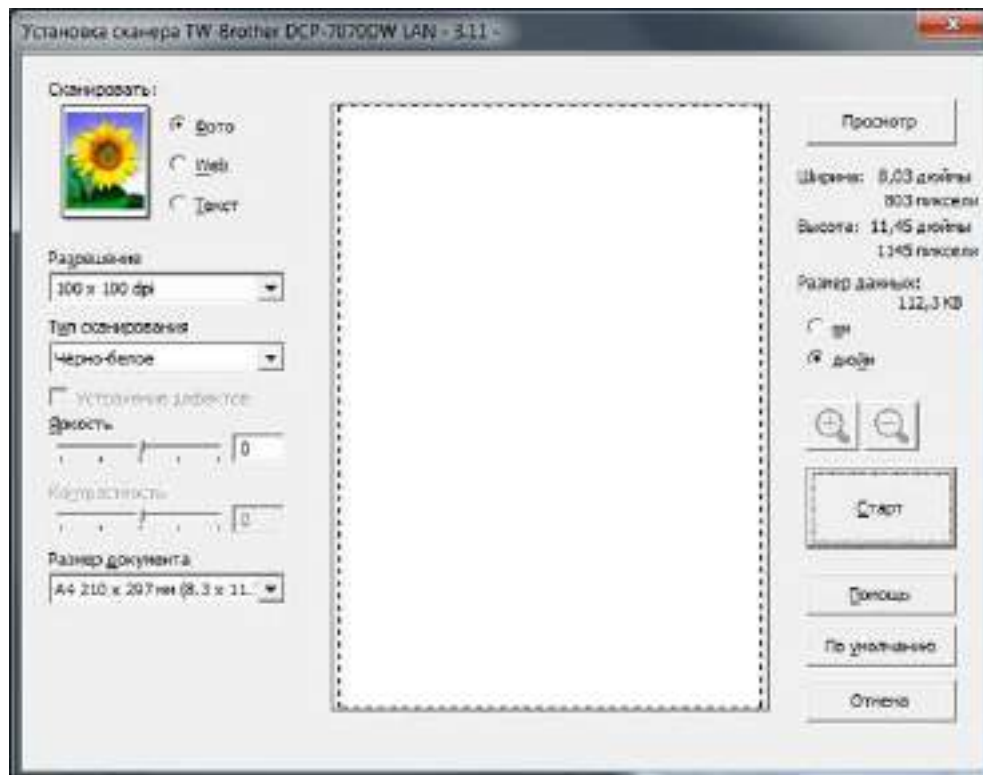 Установка сканера TW-Brother DCP-7070DW LAN - 3.11 -
Сканировать:
Фото
Web
Текст
Разрешение
100 x 100 dpi
Тип сканирования
Черно-белое
Устранение дефектов
Яркость
0
Контрастность
0
Размер документа
A4 210 x 297 мм (8.3 x 11.
Просмотр
Ширина: 8,03 дюймы
803 пиксели
Высота: 11,45 дюймы
1145 пиксели
Размер данных:
112,3 KB
мм
дюйм
Старт
Помощь
По умолчанию
Отмена